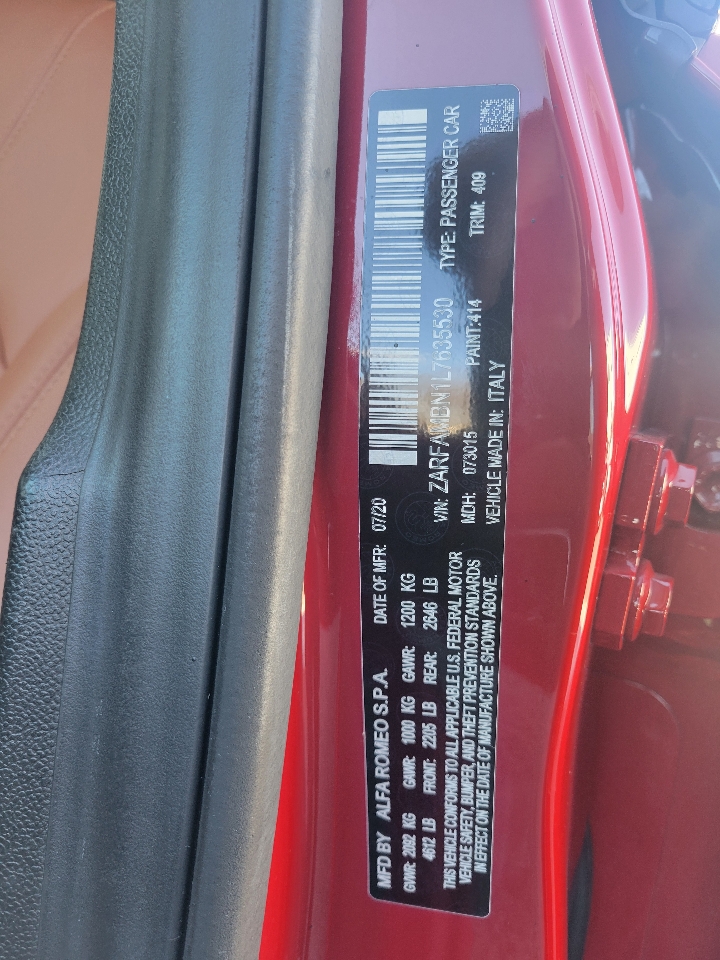 MFD BY ALFA ROMEO S.P.A. DATE OF MFR: 07/20
GVWR: 2092 KG GAWR: 1000 KG GAWR: 1200 KG
4612 LB FRONT: 2205 LB REAR: 2646 LB
THIS VEHICLE CONFORMS TO ALL APPLICABLE U.S. FEDERAL MOTOR
VEHICLE SAFETY, BUMPER, AND THEFT PREVENTION STANDARDS
IN EFFECT ON THE DATE OF MANUFACTURE SHOWN ABOVE.
VIN: ZARFAMBN1L7635530 TYPE: PASSENGER CAR
MDH: 073015 PAINT:414 TRIM: 409
VEHICLE MADE IN: ITALY